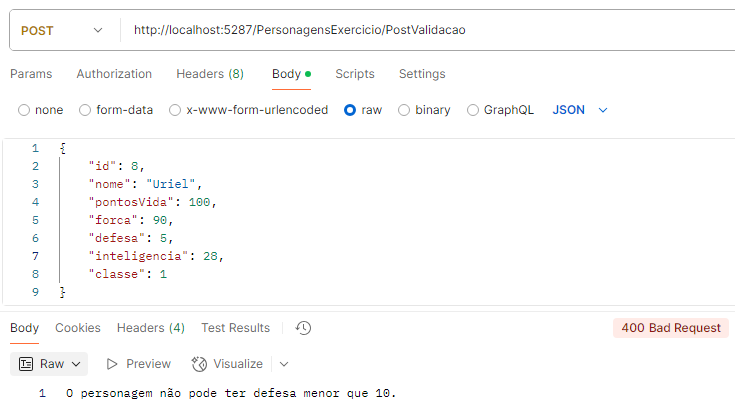 POST http://localhost:5287/PersonagensExercicio/PostValidacao
Params Authorization Headers (8) Body Scripts Settings
none form-data x-www-form-urlencoded raw binary GraphQL JSON
1 {
2 "id": 8,
3 "nome": "Uriel",
4 "pontosVida": 100,
5 "forca": 90,
6 "defesa": 5,
7 "inteligencia": 28,
8 "classe": 1
9 }
Body Cookies Headers (4) Test Results 400 Bad Request
Raw Preview Visualize
1 O personagem não pode ter defesa menor que 10.